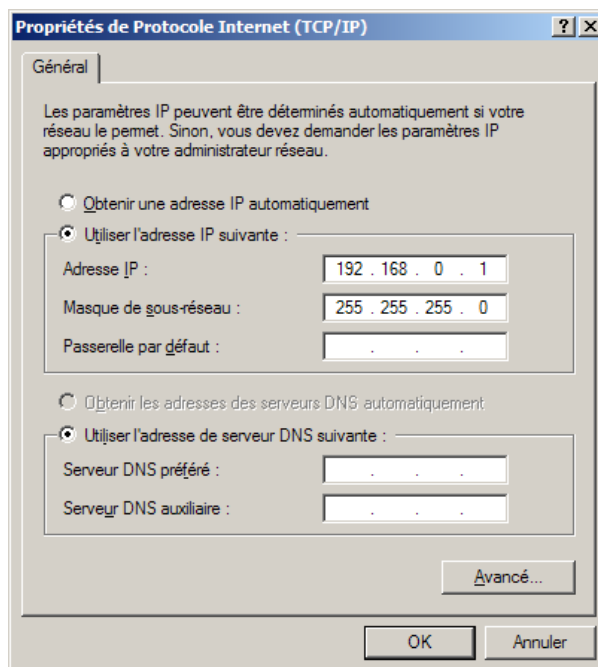 Propriétés de Protocole Internet (TCP/IP)
Général
Les paramètres IP peuvent être déterminés automatiquement si votre
réseau le permet. Sinon, vous devez demander les paramètres IP
appropriés à votre administrateur réseau.
Obtenir une adresse IP automatiquement
Utiliser l'adresse IP suivante :
Adresse IP : 192 . 168 . 0 . 1
Masque de sous-réseau : 255 . 255 . 255 . 0
Passerelle par défaut : . . .
Obtenir les adresses des serveurs DNS automatiquement
Utiliser l'adresse de serveur DNS suivante :
Serveur DNS préféré : . . .
Serveur DNS auxiliaire : . . .
Avancé...
OK Annuler